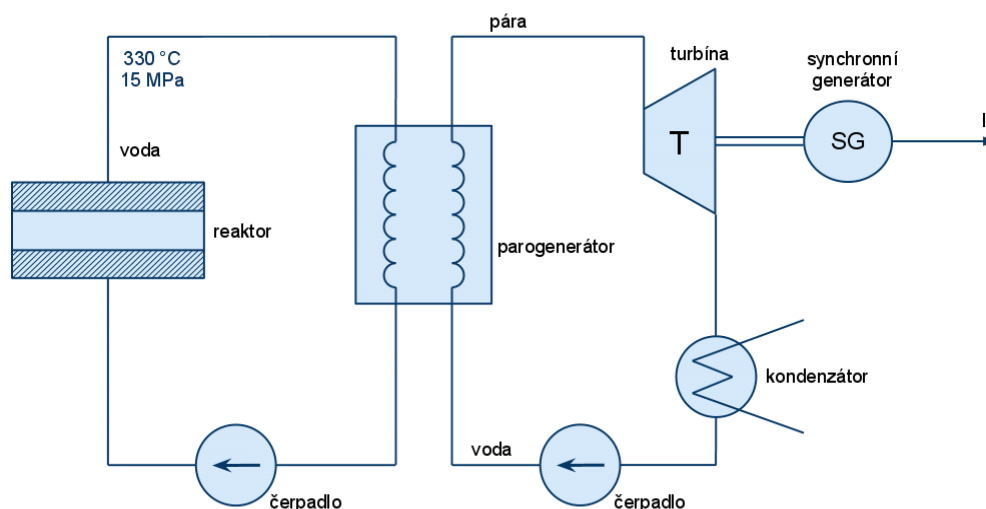 pára
330 °C
15 MPa
turbína
synchronní
generátor
voda
T
SG
reaktor
parogenerátor
kondenzátor
voda
čerpadlo
čerpadlo